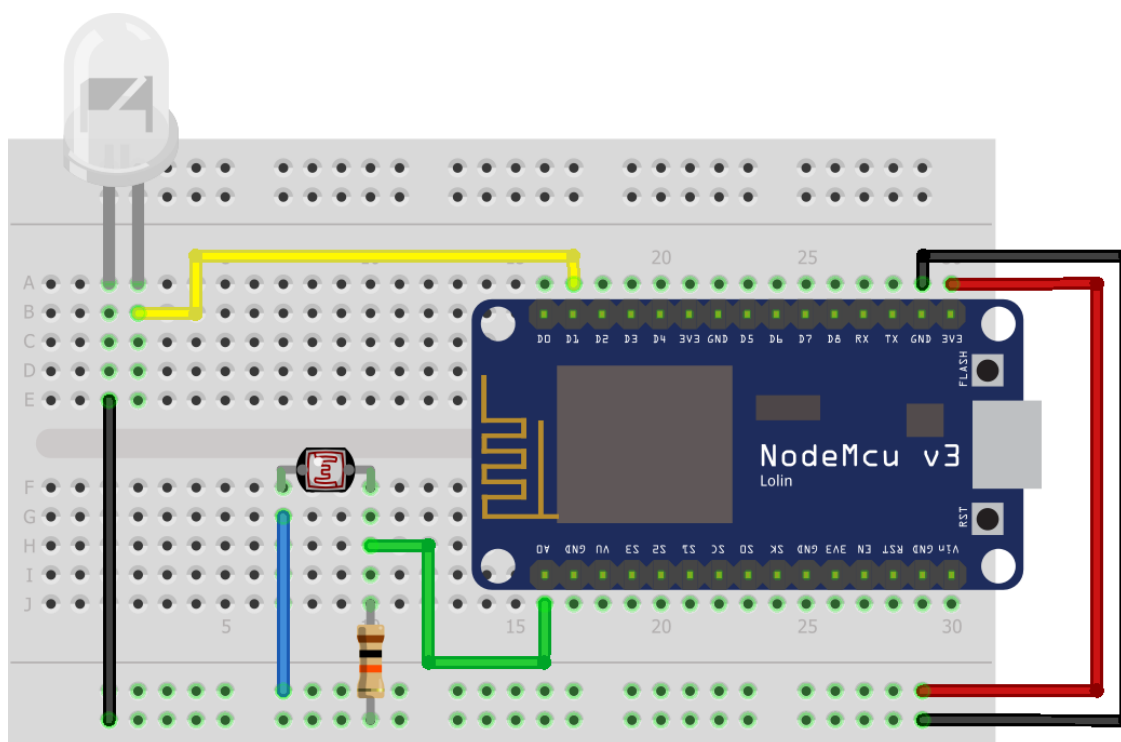 20 25
A
B
C
D
E
D0 D1 D2 D3 D4 3V3 GND D5 D6 D7 D8 RX TX GND 3V3
FLASH
NodeMcu v3
Lolin
F
G
H
I
J
RST
A0 GND VU S3 S2 S1 SC SO SK GND 3V3 EN RST GND Vin
5 15 20 25 30